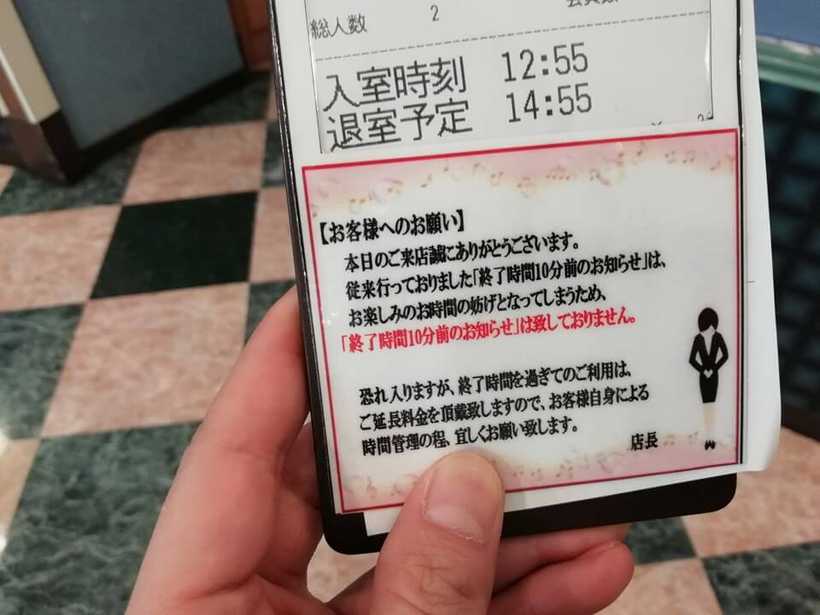 総人数 2
入室時刻 12:55
退室予定 14:55
【お客様へのお願い】
本日のご来店誠にありがとうございます。
従来行っておりました「終了時間10分前のお知らせ」は、
お楽しみのお時間の妨げとなってしまうため、
「終了時間10分前のお知らせ」は致しておりません。
恐れ入りますが、終了時間を過ぎてのご利用は、
ご延長料金を頂戴致しますので、お客様自身による
時間管理の程、宜しくお願い致します。
店長